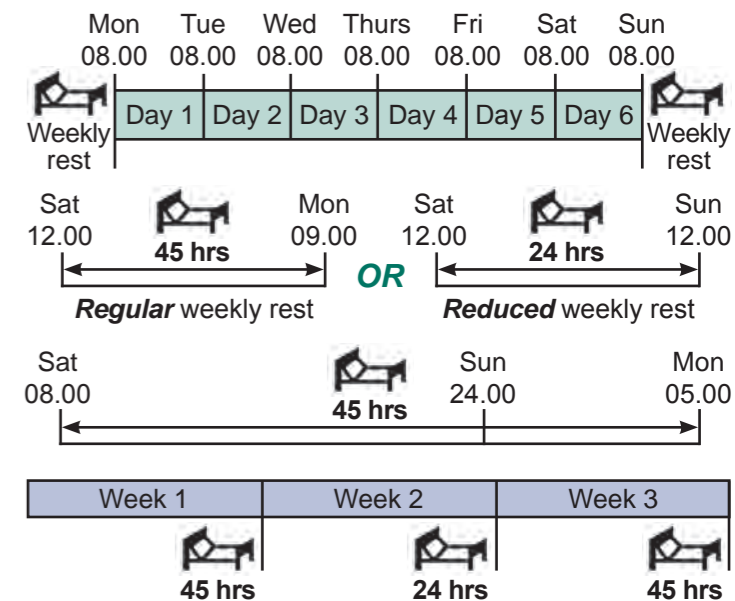 Mon Tue Wed Thurs Fri Sat Sun
08.00 08.00 08.00 08.00 08.00 08.00 08.00
Day 1 Day 2 Day 3 Day 4 Day 5 Day 6
Weekly Weekly
rest rest
Sat Mon Sat Sun
12.00 45 hrs 09.00 12.00 24 hrs 12.00
OR
Regular weekly rest Reduced weekly rest
Sat Sun Mon
08.00 45 hrs 24.00 05.00
Week 1 Week 2 Week 3
45 hrs 24 hrs 45 hrs